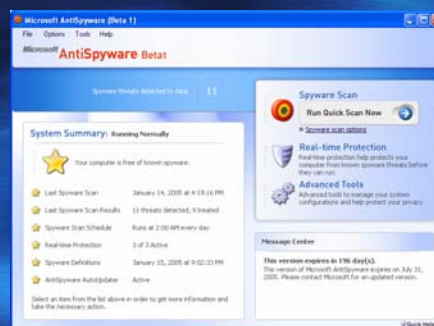 Microsoft AntiSpyware (Beta 1)
File Options Tools Help
Microsoft AntiSpyware Beta1
Spyware threats detected to date 11
System Summary: Running Normally
Your computer is free of known spyware.
Last Spyware Scan January 14, 2005 at 4:19:16 PM
Last Spyware Scan Results 11 threats detected, 9 treated
Spyware Scan Schedule Runs at 2:00 AM every day
Real-time Protection 3 of 3 Active
Spyware Definitions January 15, 2005 at 9:02:33 PM
AntiSpyware AutoUpdater Active
Select an item from the list above in order to get more information and
take the necessary action.
Spyware Scan
Run Quick Scan Now
» Spyware scan options
Real-time Protection
Real-time protection helps protects your
computer from known spyware threats before
they can run.
Advanced Tools
Advanced tools to manage your system
configurations and help protect your privacy.
Message Center
This version expires in 196 day(s).
This version of Microsoft AntiSpyware expires on July 31,
2005. Please contact Microsoft for an updated version.
Quick Help